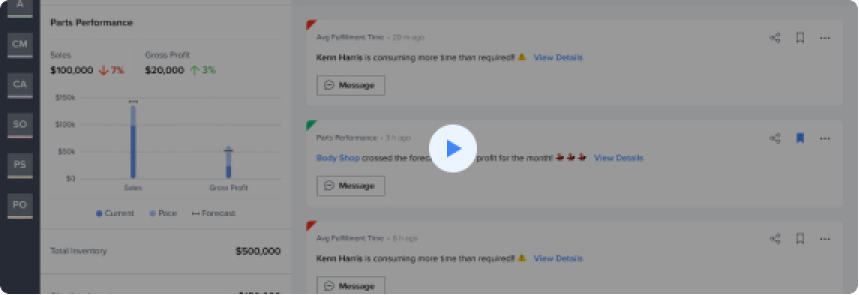 A
CM
CA
SO
PS
PO
Parts Performance
Sales
Gross Profit
$100,000 7%
$20,000 3%
$150k
$100k
$50k
$0
Sales
Gross Profit
Current
Pace
Forecast
Total Inventory
$500,000
Avg Fulfillment Time • 20 m ago
Kenn Harris is consuming more time than required!! View Details
Message
Parts Performance • 3 h ago
Body Shop crossed the profit for the month! View Details
Message
Avg Fulfillment Time • 6 h ago
Kenn Harris is consuming more time than required!! View Details
Message